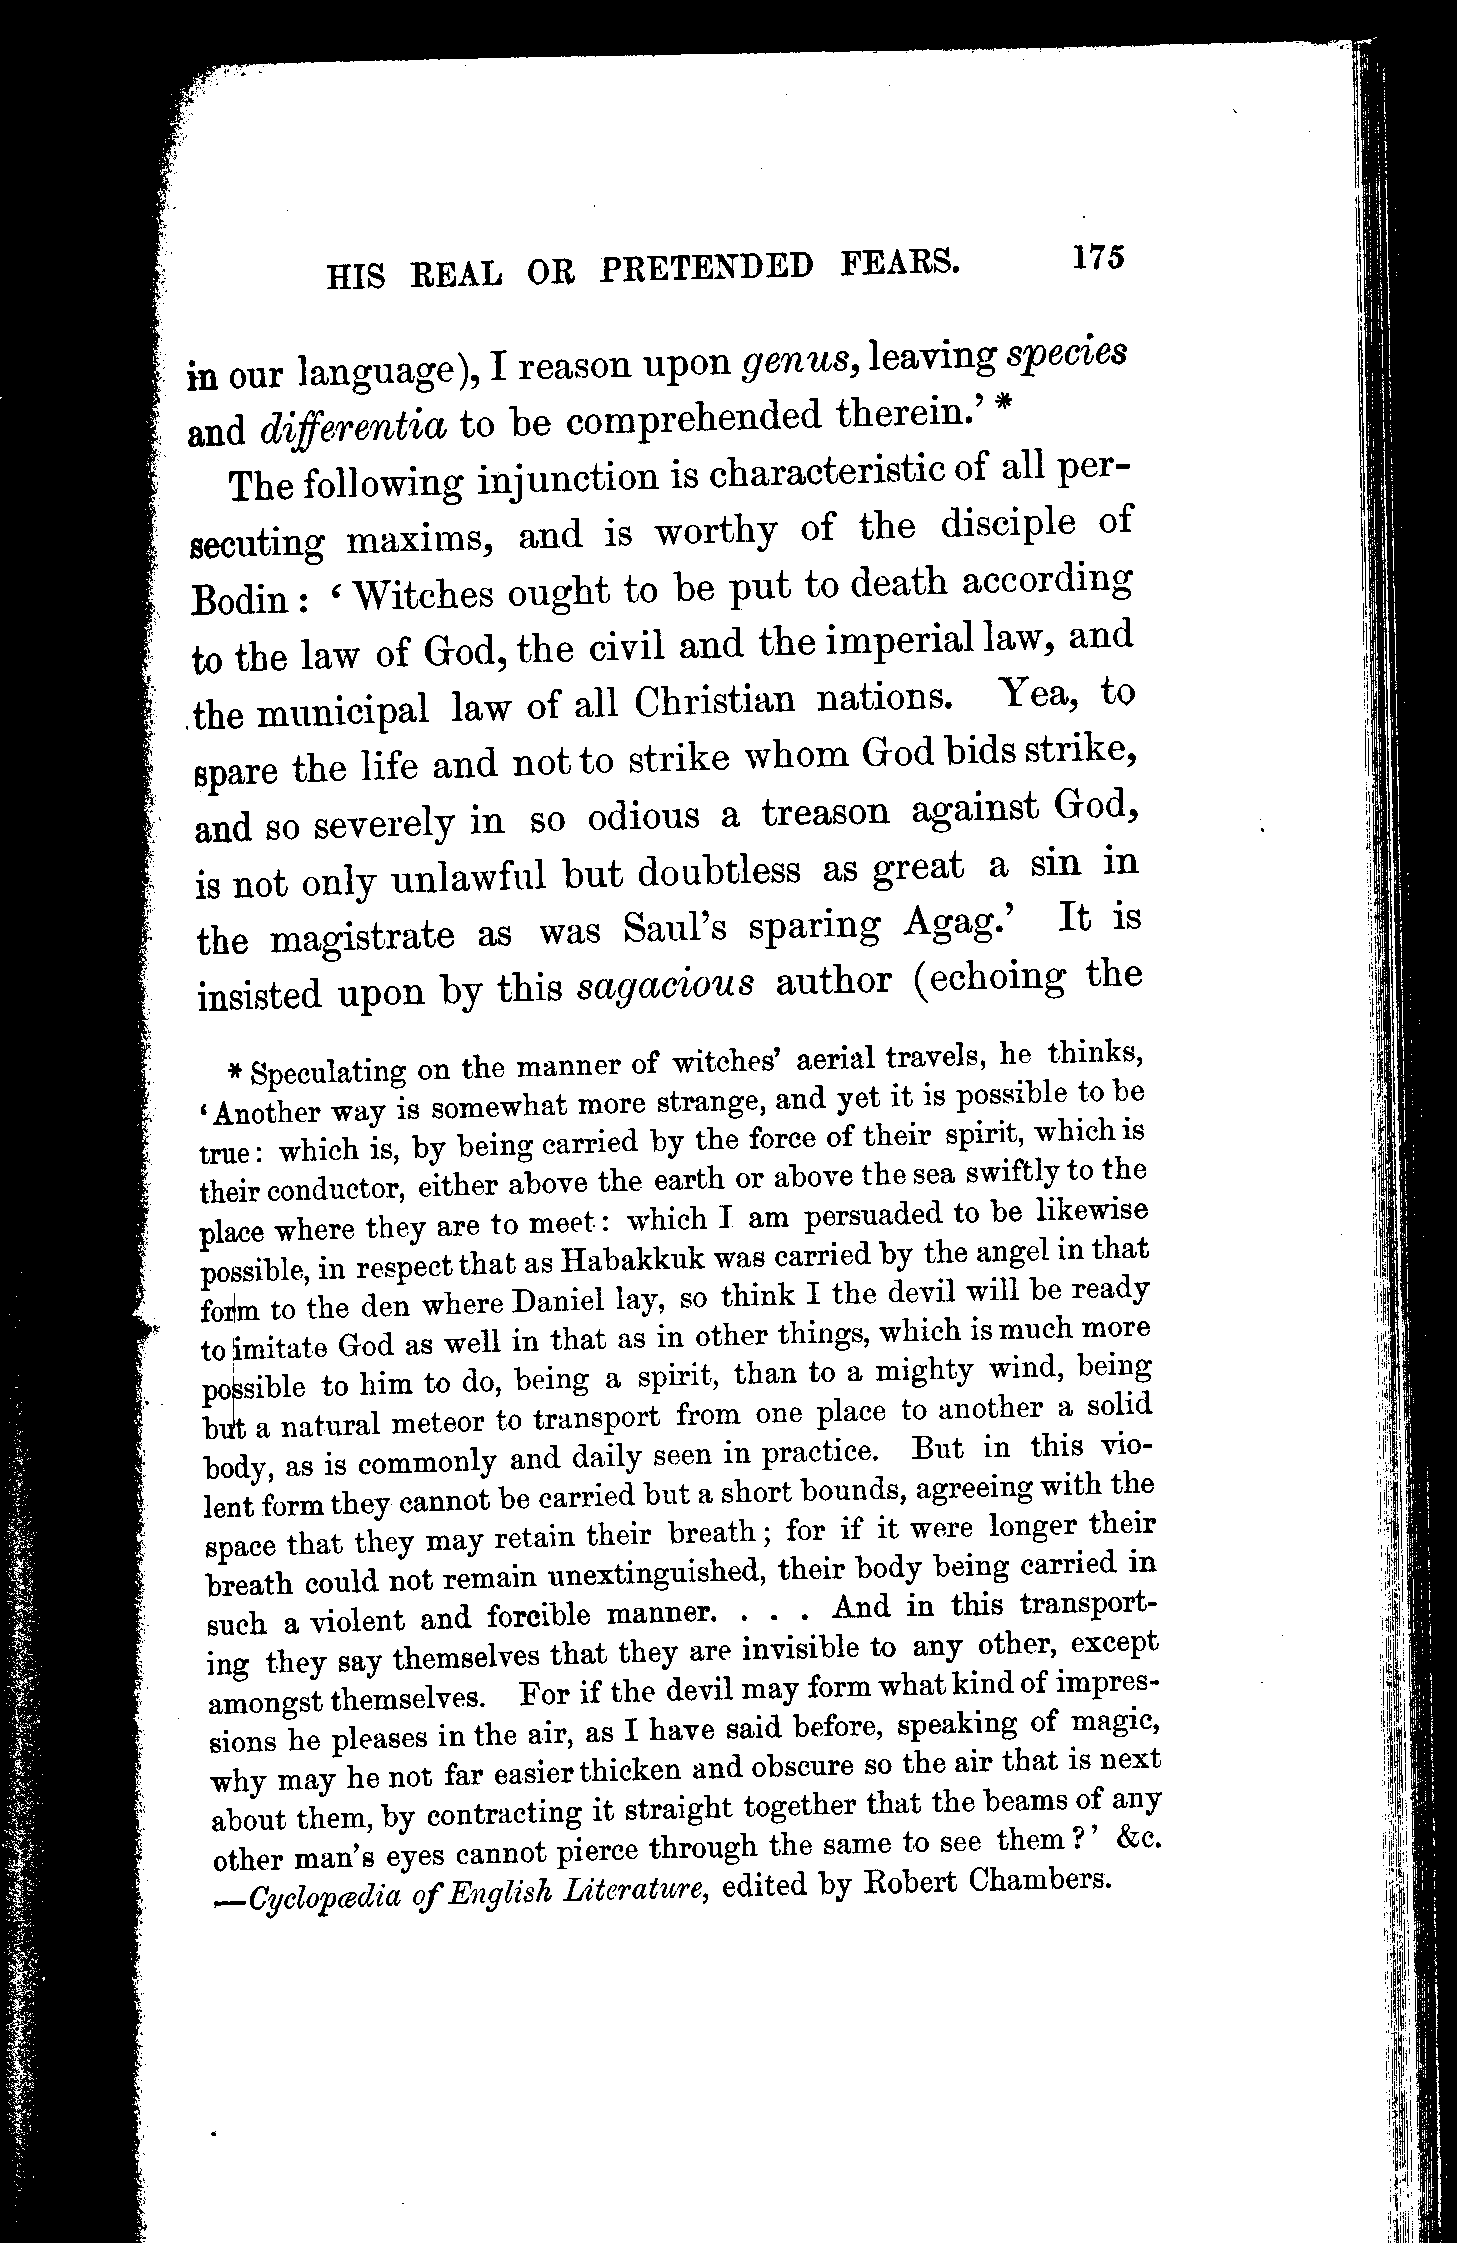 HIS REAL OR PRETENDED FEARS. 175
in our language), I reason upon genus, leaving species
and differentia to be comprehended therein.’ *
The following injunction is characteristic of all per-
secuting maxims, and is worthy of the disciple of
Bodin : ‘ Witches ought to be put to death according
to the law of God, the civil and the imperial law, and
the municipal law of all Christian nations. Yea, to
spare the life and not to strike whom God bids strike,
and so severely in so odious a treason against God,
is not only unlawful but doubtless as great a sin in
the magistrate as was Saul’s sparing Agag.’ It is
insisted upon by this sagacious author (echoing the
* Speculating on the manner of witches’ aerial travels, he thinks,
‘ Another way is somewhat more strange, and yet it is possible to be
true : which is, by being carried by the force of their spirit, which is
their conductor, either above the earth or above the sea swiftly to the
place where they are to meet : which I am persuaded to be likewise
possible, in respect that as Habakkuk was carried by the angel in that
form to the den where Daniel lay, so think I the devil will be ready
to imitate God as well in that as in other things, which is much more
possible to him to do, being a spirit, than to a mighty wind, being
but a natural meteor to transport from one place to another a solid
body, as is commonly and daily seen in practice. But in this vio-
lent form they cannot be carried but a short bounds, agreeing with the
space that they may retain their breath ; for if it were longer their
breath could not remain unextinguished, their body being carried in
such a violent and forcible manner. . . . And in this transport-
ing they say themselves that they are invisible to any other, except
amongst themselves. For if the devil may form what kind of impres-
sions he pleases in the air, as I have said before, speaking of magic,
why may he not far easier thicken and obscure so the air that is next
about them, by contracting it straight together that the beams of any
other man’s eyes cannot pierce through the same to see them ? ’ &c.
—Cyclopædia of English Literature, edited by Robert Chambers.